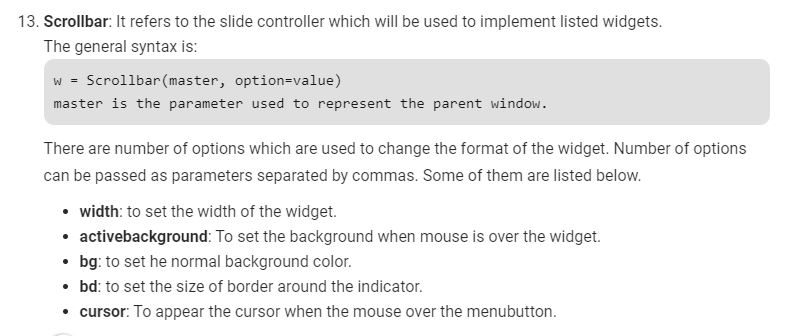 13. Scrollbar: It refers to the slide controller which will be used to implement listed widgets.
The general syntax is:
w = Scrollbar(master, option=value)
master is the parameter used to represent the parent window.
There are number of options which are used to change the format of the widget. Number of options
can be passed as parameters separated by commas. Some of them are listed below.
• width: to set the width of the widget.
• activebackground: To set the background when mouse is over the widget.
• bg: to set he normal background color.
• bd: to set the size of border around the indicator.
• cursor: To appear the cursor when the mouse over the menubutton.